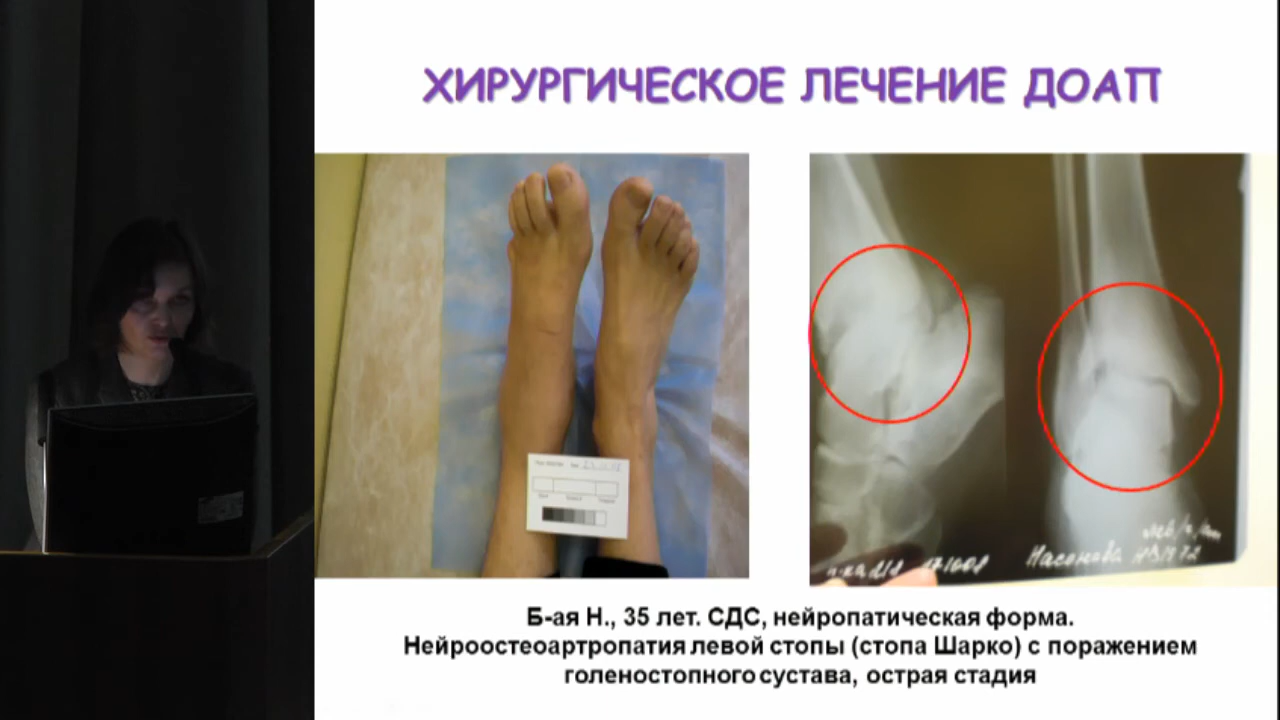 ХИРУРГИЧЕСКОЕ ЛЕЧЕНИЕ ДОАП
Б-ая Н., 35 лет. СДС, нейропатическая форма.
Нейроостеоартропатия левой стопы (стопа Шарко) с поражением
голеностопного сустава, острая стадия